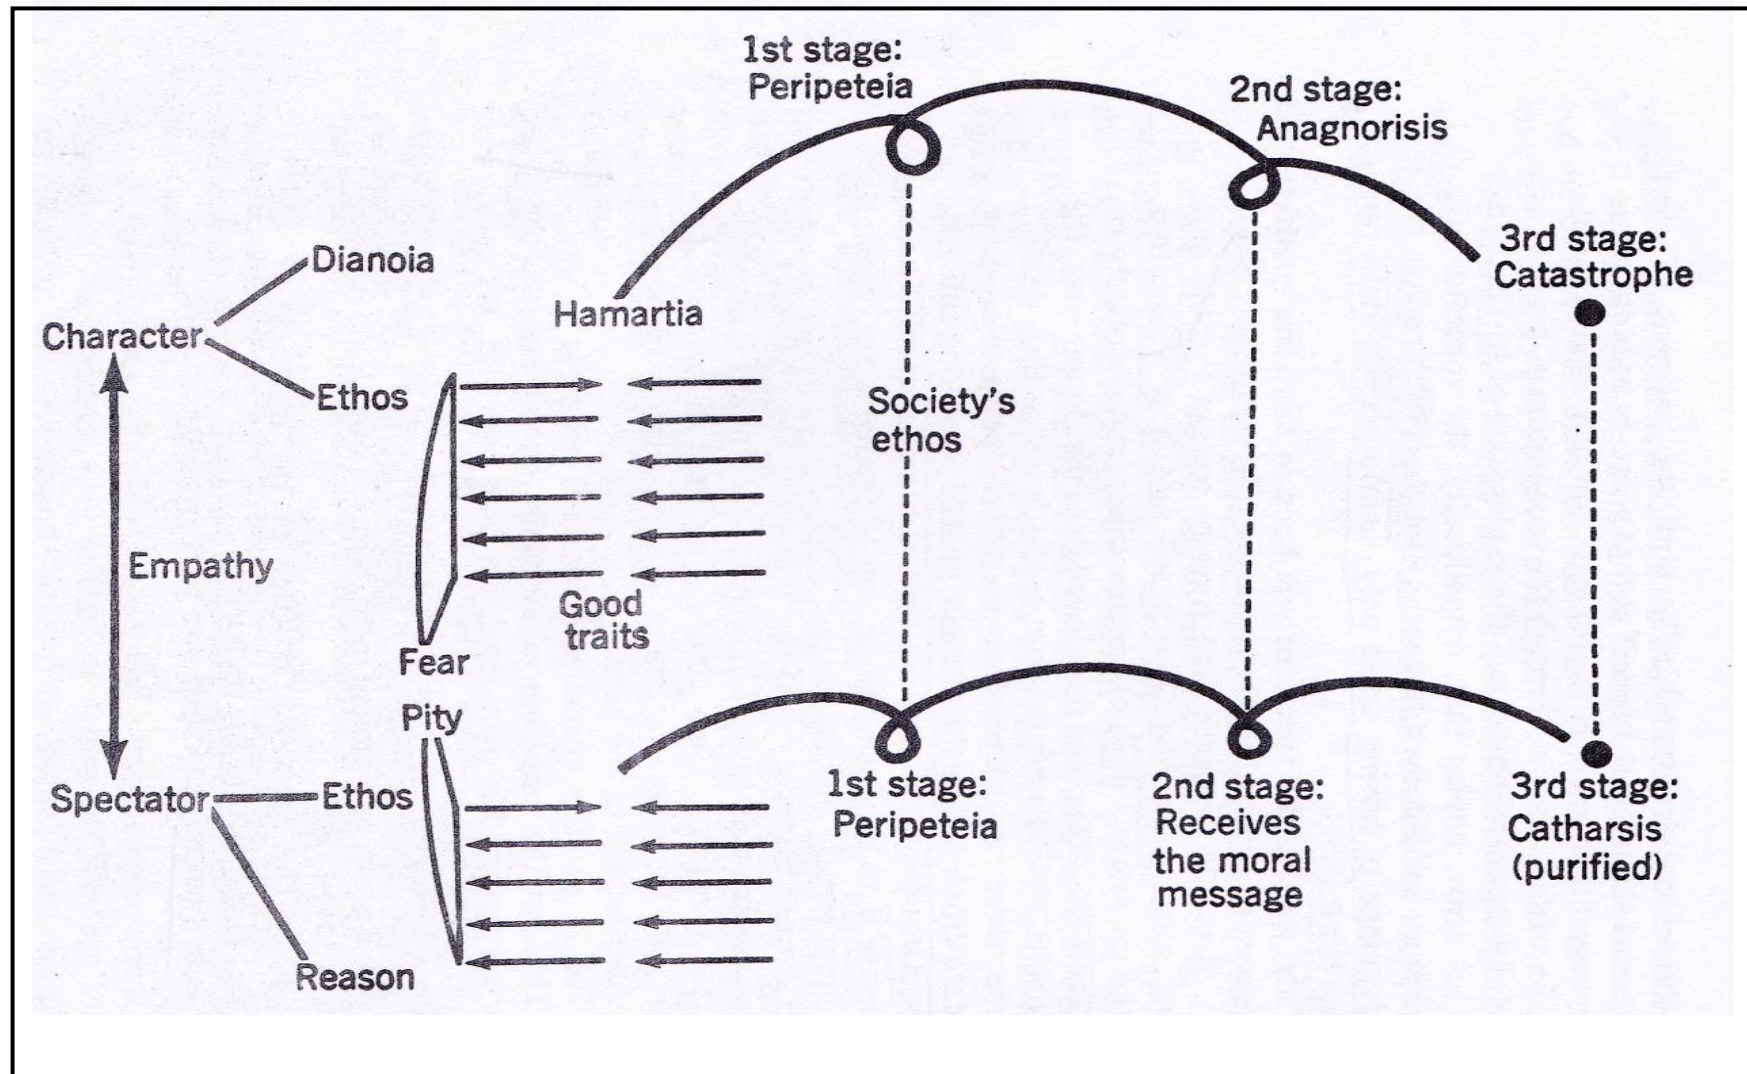 1st stage:
Peripeteia
2nd stage:
Anagnorisis
3rd stage:
Catastrophe
Dianoia
Hamartia
Character
Ethos
Society's
ethos
Empathy
Good
traits
Fear
Pity
Spectator
Ethos
1st stage:
Peripeteia
2nd stage:
Receives
the moral
message
3rd stage:
Catharsis
(purified)
Reason